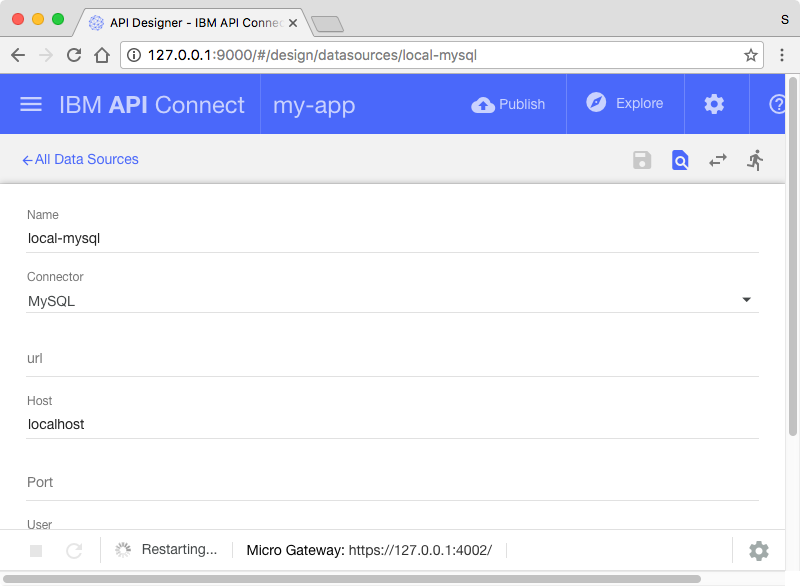 API Designer - IBM API Connec
S
127.0.0.1:9000/#/design/datasources/local-mysql
IBM API Connect
my-app
Publish
Explore
All Data Sources
Name
local-mysql
Connector
MySQL
url
Host
localhost
Port
User
Restarting...
Micro Gateway: https://127.0.0.1:4002/